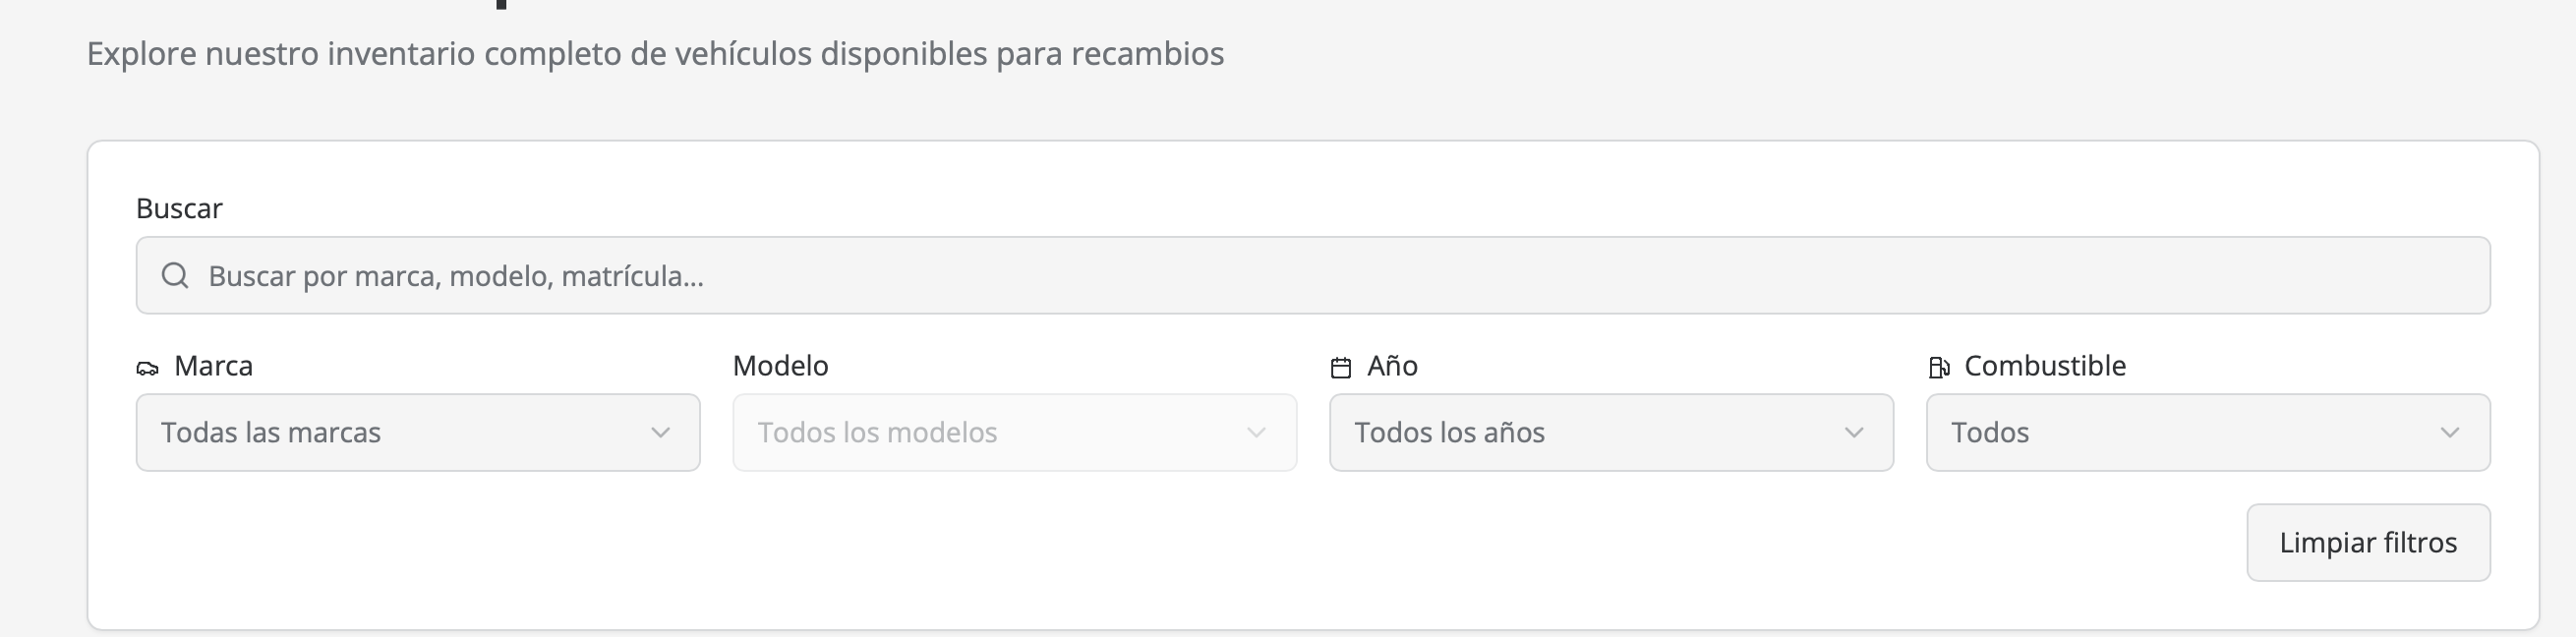 Explore nuestro inventario completo de vehículos disponibles para recambios
Buscar
Buscar por marca, modelo, matrícula...
Marca
Modelo
Año
Combustible
Todas las marcas
Todos los modelos
Todos los años
Todos
Limpiar filtros